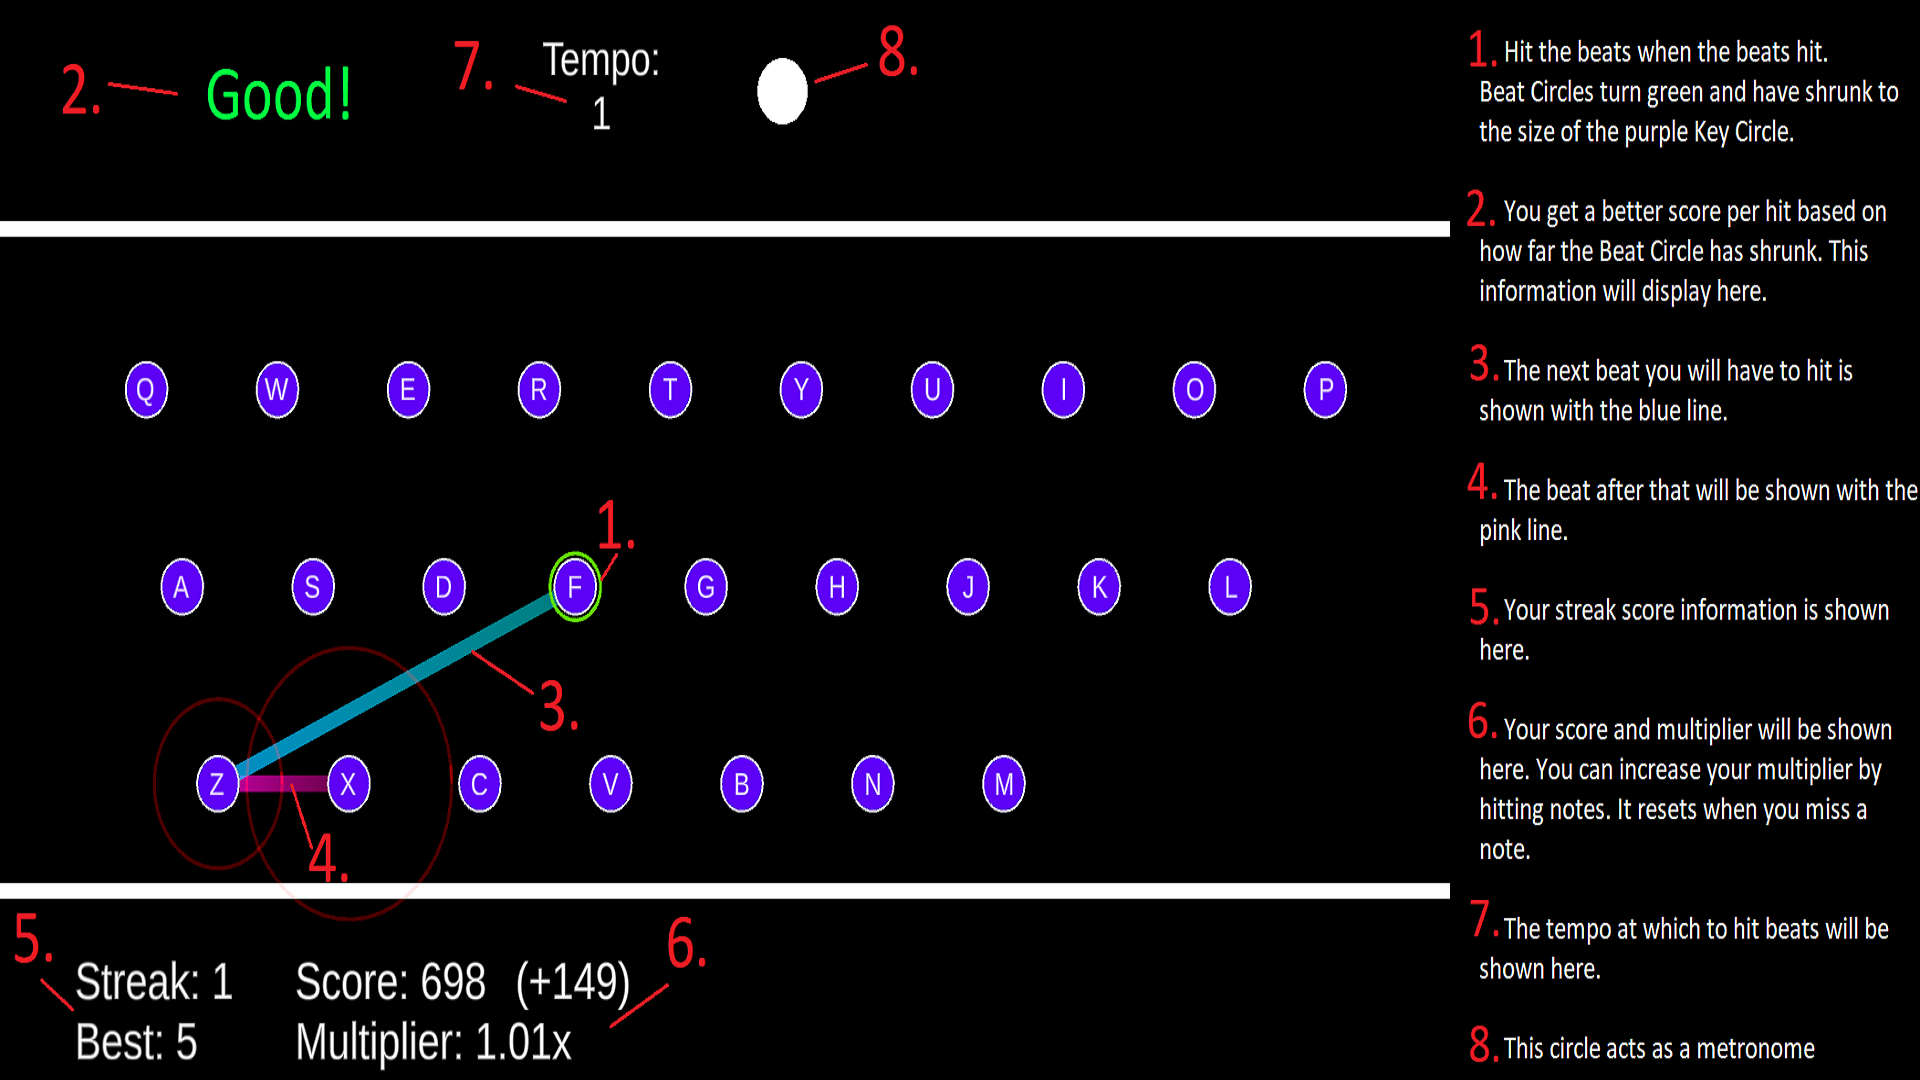 2.
Good!
7.
Tempo:
1
8.
Q W E R T Y U I O P
1.
A S D F G H J K L
3.
Z X C V B N M
4.
5.
6.
Streak: 1 Score: 698 (+149)
Best: 5 Multiplier: 1.01x
1. Hit the beats when the beats hit.
Beat Circles turn green and have shrunk to
the size of the purple Key Circle.
2. You get a better score per hit based on
how far the Beat Circle has shrunk. This
information will display here.
3. The next beat you will have to hit is
shown with the blue line.
4. The beat after that will be shown with the
pink line.
5. Your streak score information is shown
here.
6. Your score and multiplier will be shown
here. You can increase your multiplier by
hitting notes. It resets when you miss a
note.
7. The tempo at which to hit beats will be
shown here.
8. This circle acts as a metronome